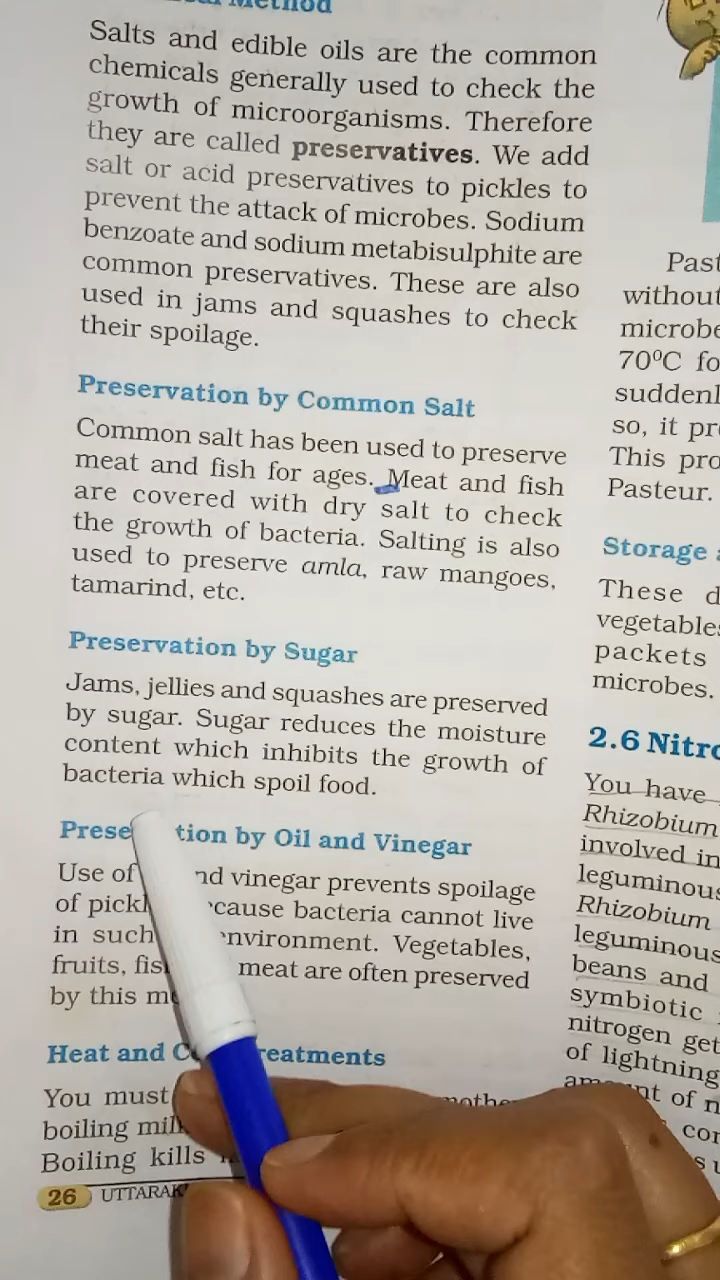 Method
Salts and edible oils are the common
chemicals generally used to check the
growth of microorganisms. Therefore
they are called preservatives. We add
salt or acid preservatives to pickles to
prevent the attack of microbes. Sodium
benzoate and sodium metabisulphite are
common preservatives. These are also
used in jams and squashes to check
their spoilage.
Preservation by Common Salt
Common salt has been used to preserve
meat and fish for ages. Meat and fish
are covered with dry salt to check
the growth of bacteria. Salting is also
used to preserve amla, raw mangoes,
tamarind, etc.
Preservation by Sugar
Jams, jellies and squashes are preserved
by sugar. Sugar reduces the moisture
content which inhibits the growth of
bacteria which spoil food.
by Oil and Vinegar
Use of vinegar prevents spoilage
of bacteria cannot live
in such environment. Vegetables,
fruits, meat are often preserved
by this
Heat and
You must
boiling
Boiling kills
26
without
70⁰C
so, it
This
Pasteur.
Storage
These
packets
microbes.
2.6
You have
Rhizobium
involved in
Rhizobium
beans and
symbiotic
nitrogen get
of lightning
of